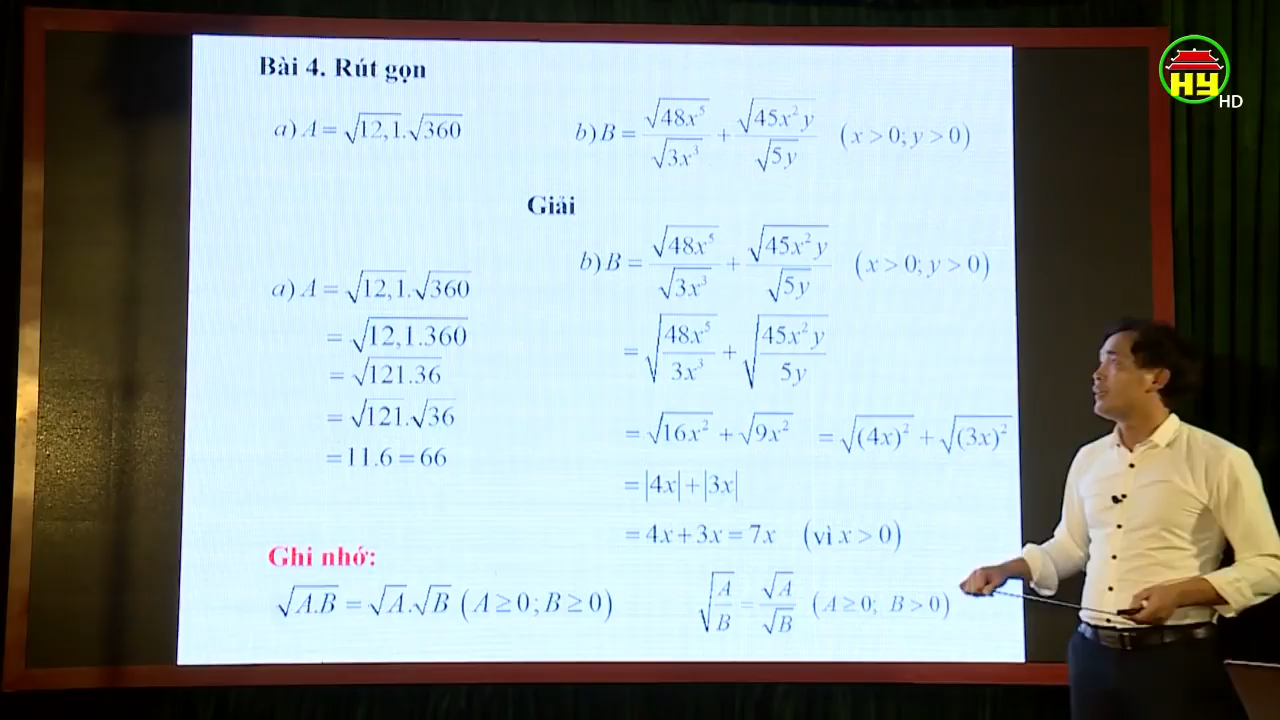 HY HD
Bài 4. Rút gọn
a) A = √12,1.√360
b) B = √48x⁵/√3x³ + √45x²y/√5y (x > 0; y > 0)
Giải
a) A = √12,1.√360
= √12,1.360
= √121.36
= √121.√36
= 11.6 = 66
b) B = √48x⁵/√3x³ + √45x²y/√5y (x > 0; y > 0)
= √(48x⁵/3x³) + √(45x²y/5y)
= √16x² + √9x² = √(4x)² + √(3x)²
= |4x| + |3x|
= 4x + 3x = 7x (vì x > 0)
Ghi nhớ:
√A.B = √A.√B (A ≥ 0; B ≥ 0)
√(A/B) = √A/√B (A ≥ 0; B > 0)